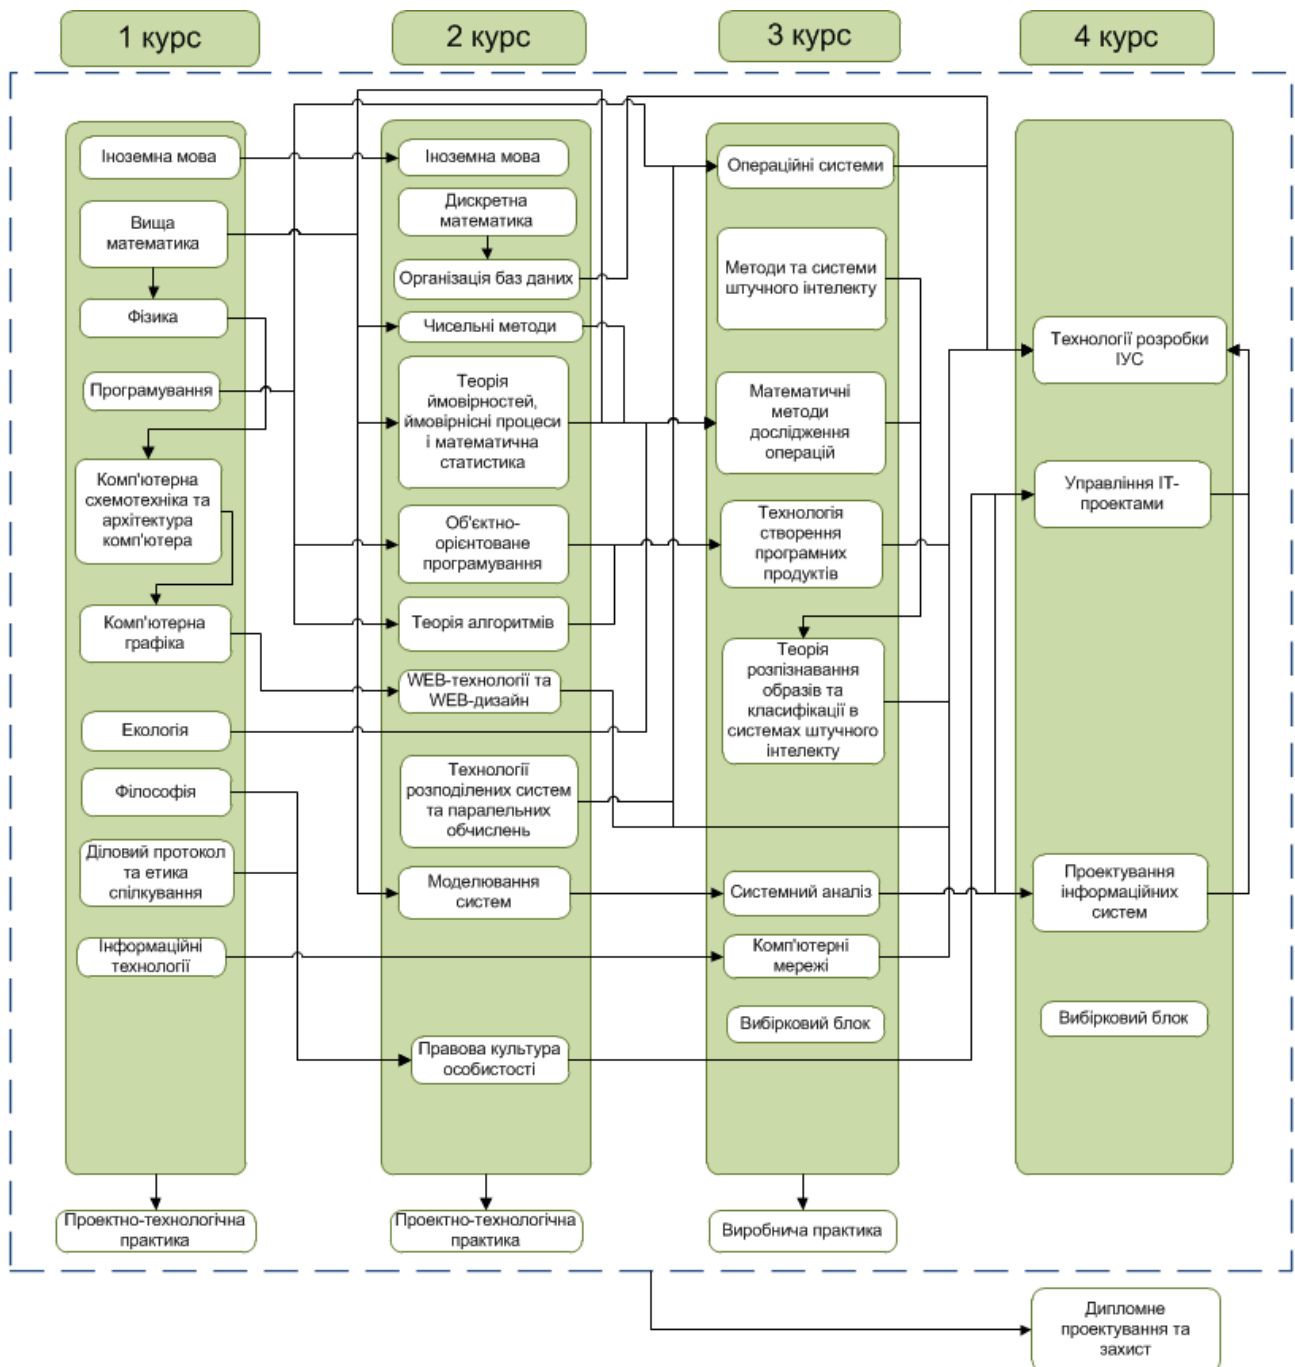 1 курс
2 курс
3 курс
4 курс
Іноземна мова
Вища
математика
Фізика
Програмування
Комп'ютерна
схемотехніка та
архітектура
комп'ютера
Комп'ютерна
графіка
Екологія
Філософія
Діловий протокол
та етика
спілкування
Інформаційні
технології
Проектно-технологічна
практика
Іноземна мова
Дискретна
математика
Організація баз даних
Чисельні методи
Теорія
ймовірностей,
ймовірнісні процеси
і математична
статистика
Об'єктно-
орієнтоване
програмування
Теорія алгоритмів
WEB-технології та
WEB-дизайн
Технології
розподілених систем
та паралельних
обчислень
Моделювання
систем
Правова культура
особистості
Проектно-технологічна
практика
Операційні системи
Методи та системи
штучного інтелекту
Математичні
методи
дослідження
операцій
Технологія
створення
програмних
продуктів
Теорія
розпізнавання
образів та
класифікації в
системах штучного
інтелекту
Системний аналіз
Комп'ютерні
мережі
Вибірковий блок
Виробнича практика
Технології розробки
ІУС
Управління ІТ-
проектами
Проектування
інформаційних
систем
Вибірковий блок
Дипломне
проектування та
захист